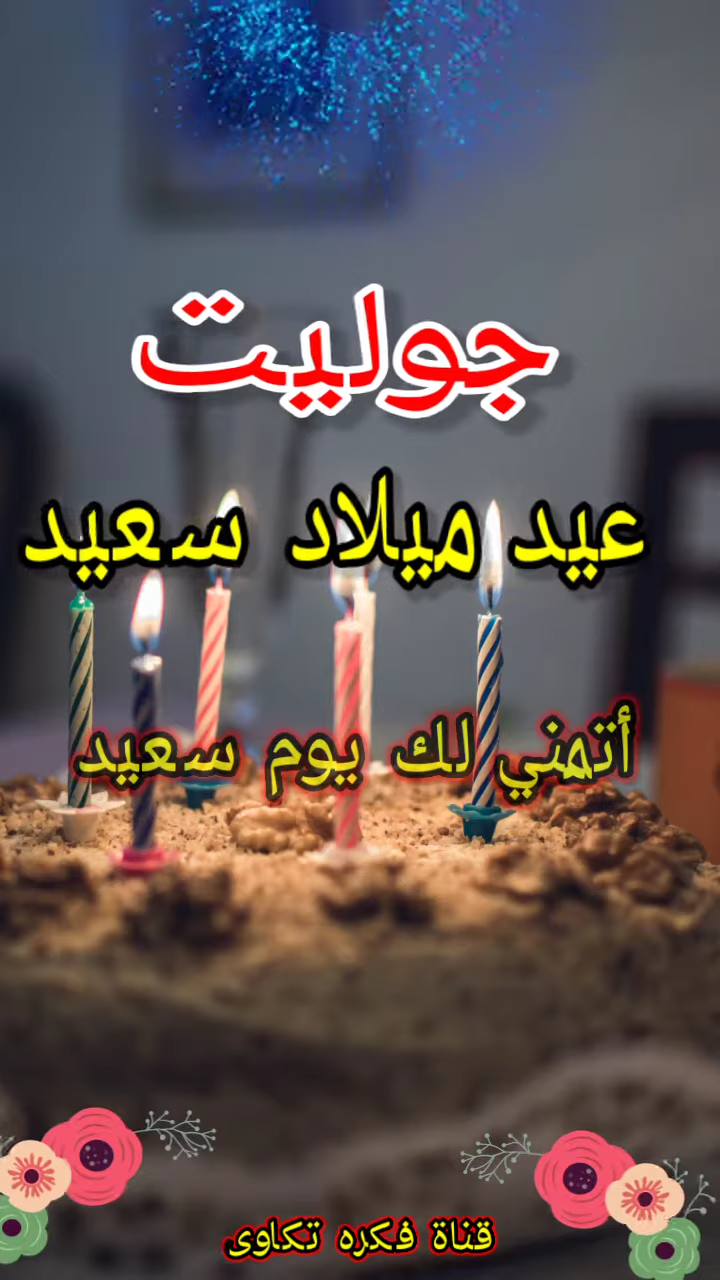 جوليت
عيد ميلاد سعيد
أتمني لك يوم سعيد
قناة فكره تكاوى